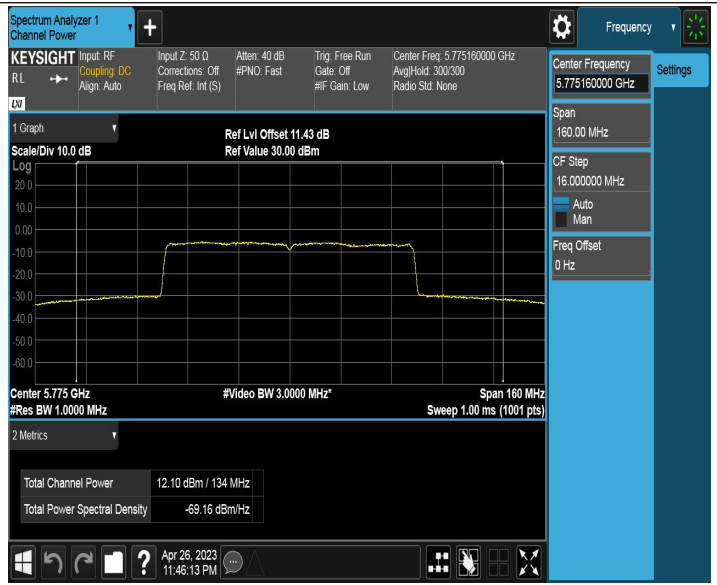 Spectrum Analyzer 1
Channel Power
Frequency
KEYSIGHT
RL
LXI
Input: RF
Coupling: DC
Align: Auto
Input Z: 50 Ω
Corrections: Off
Freq Ref: Int (S)
Atten: 40 dB
#PNO: Fast
Trig: Free Run
Gate: Off
#IF Gain: Low
Center Freq: 5.775160000 GHz
Avg|Hold: 300/300
Radio Std: None
Center Frequency
5.775160000 GHz
Settings
Span
160.00 MHz
CF Step
16.000000 MHz
Auto
Man
Freq Offset
0 Hz
1 Graph
Scale/Div 10.0 dB
Ref Lvl Offset 11.43 dB
Ref Value 30.00 dBm
Log
20.0
10.0
0.00
-10.0
-20.0
-30.0
-40.0
-50.0
-60.0
Center 5.775 GHz
#Video BW 3.0000 MHz*
Span 160 MHz
#Res BW 1.0000 MHz
Sweep 1.00 ms (1001 pts)
2 Metrics
Total Channel Power 12.10 dBm / 134 MHz
Total Power Spectral Density -69.16 dBm/Hz
?
Apr 26, 2023
11:46:13 PM